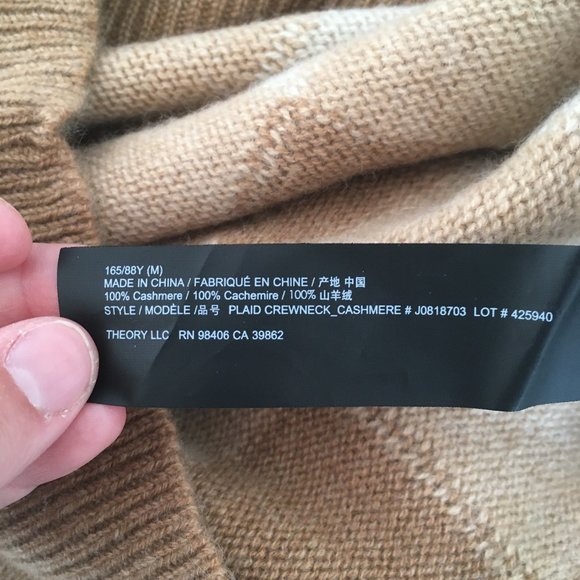 165/88Y (M)
MADE IN CHINA / FABRIQUÉ EN CHINE / 产地 中国
100% Cashmere / 100% Cachemire / 100% 山羊绒
STYLE / MODÈLE /品号 PLAID CREWNECK_CASHMERE # J0818703 LOT # 425940
THEORY LLC RN 98406 CA 39862